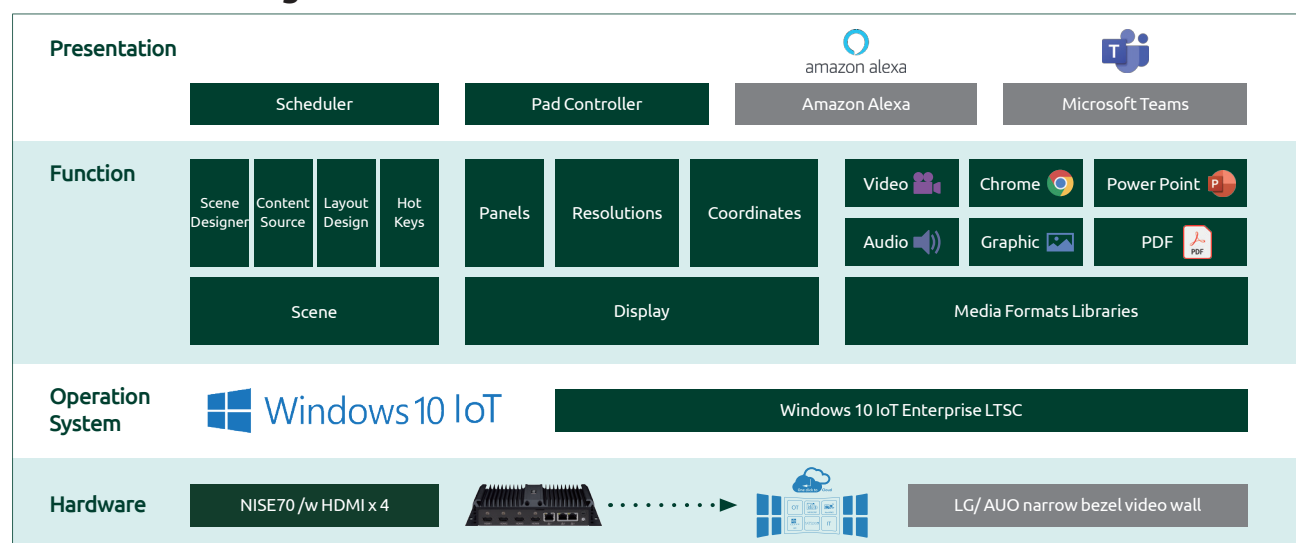 Presentation
amazon alexa
T
Scheduler
Pad Controller
Amazon Alexa
Microsoft Teams
Function
Scene
Designer
Content
Source
Layout
Design
Hot
Keys
Panels
Resolutions
Coordinates
Video
Chrome
Power Point
P
Audio
Graphic
PDF
PDF
Scene
Display
Media Formats Libraries
Operation
System
Windows 10 IoT
Windows 10 IoT Enterprise LTSC
Hardware
NISE70 /w HDMI x 4
OT
IT
LG/ AUO narrow bezel video wall